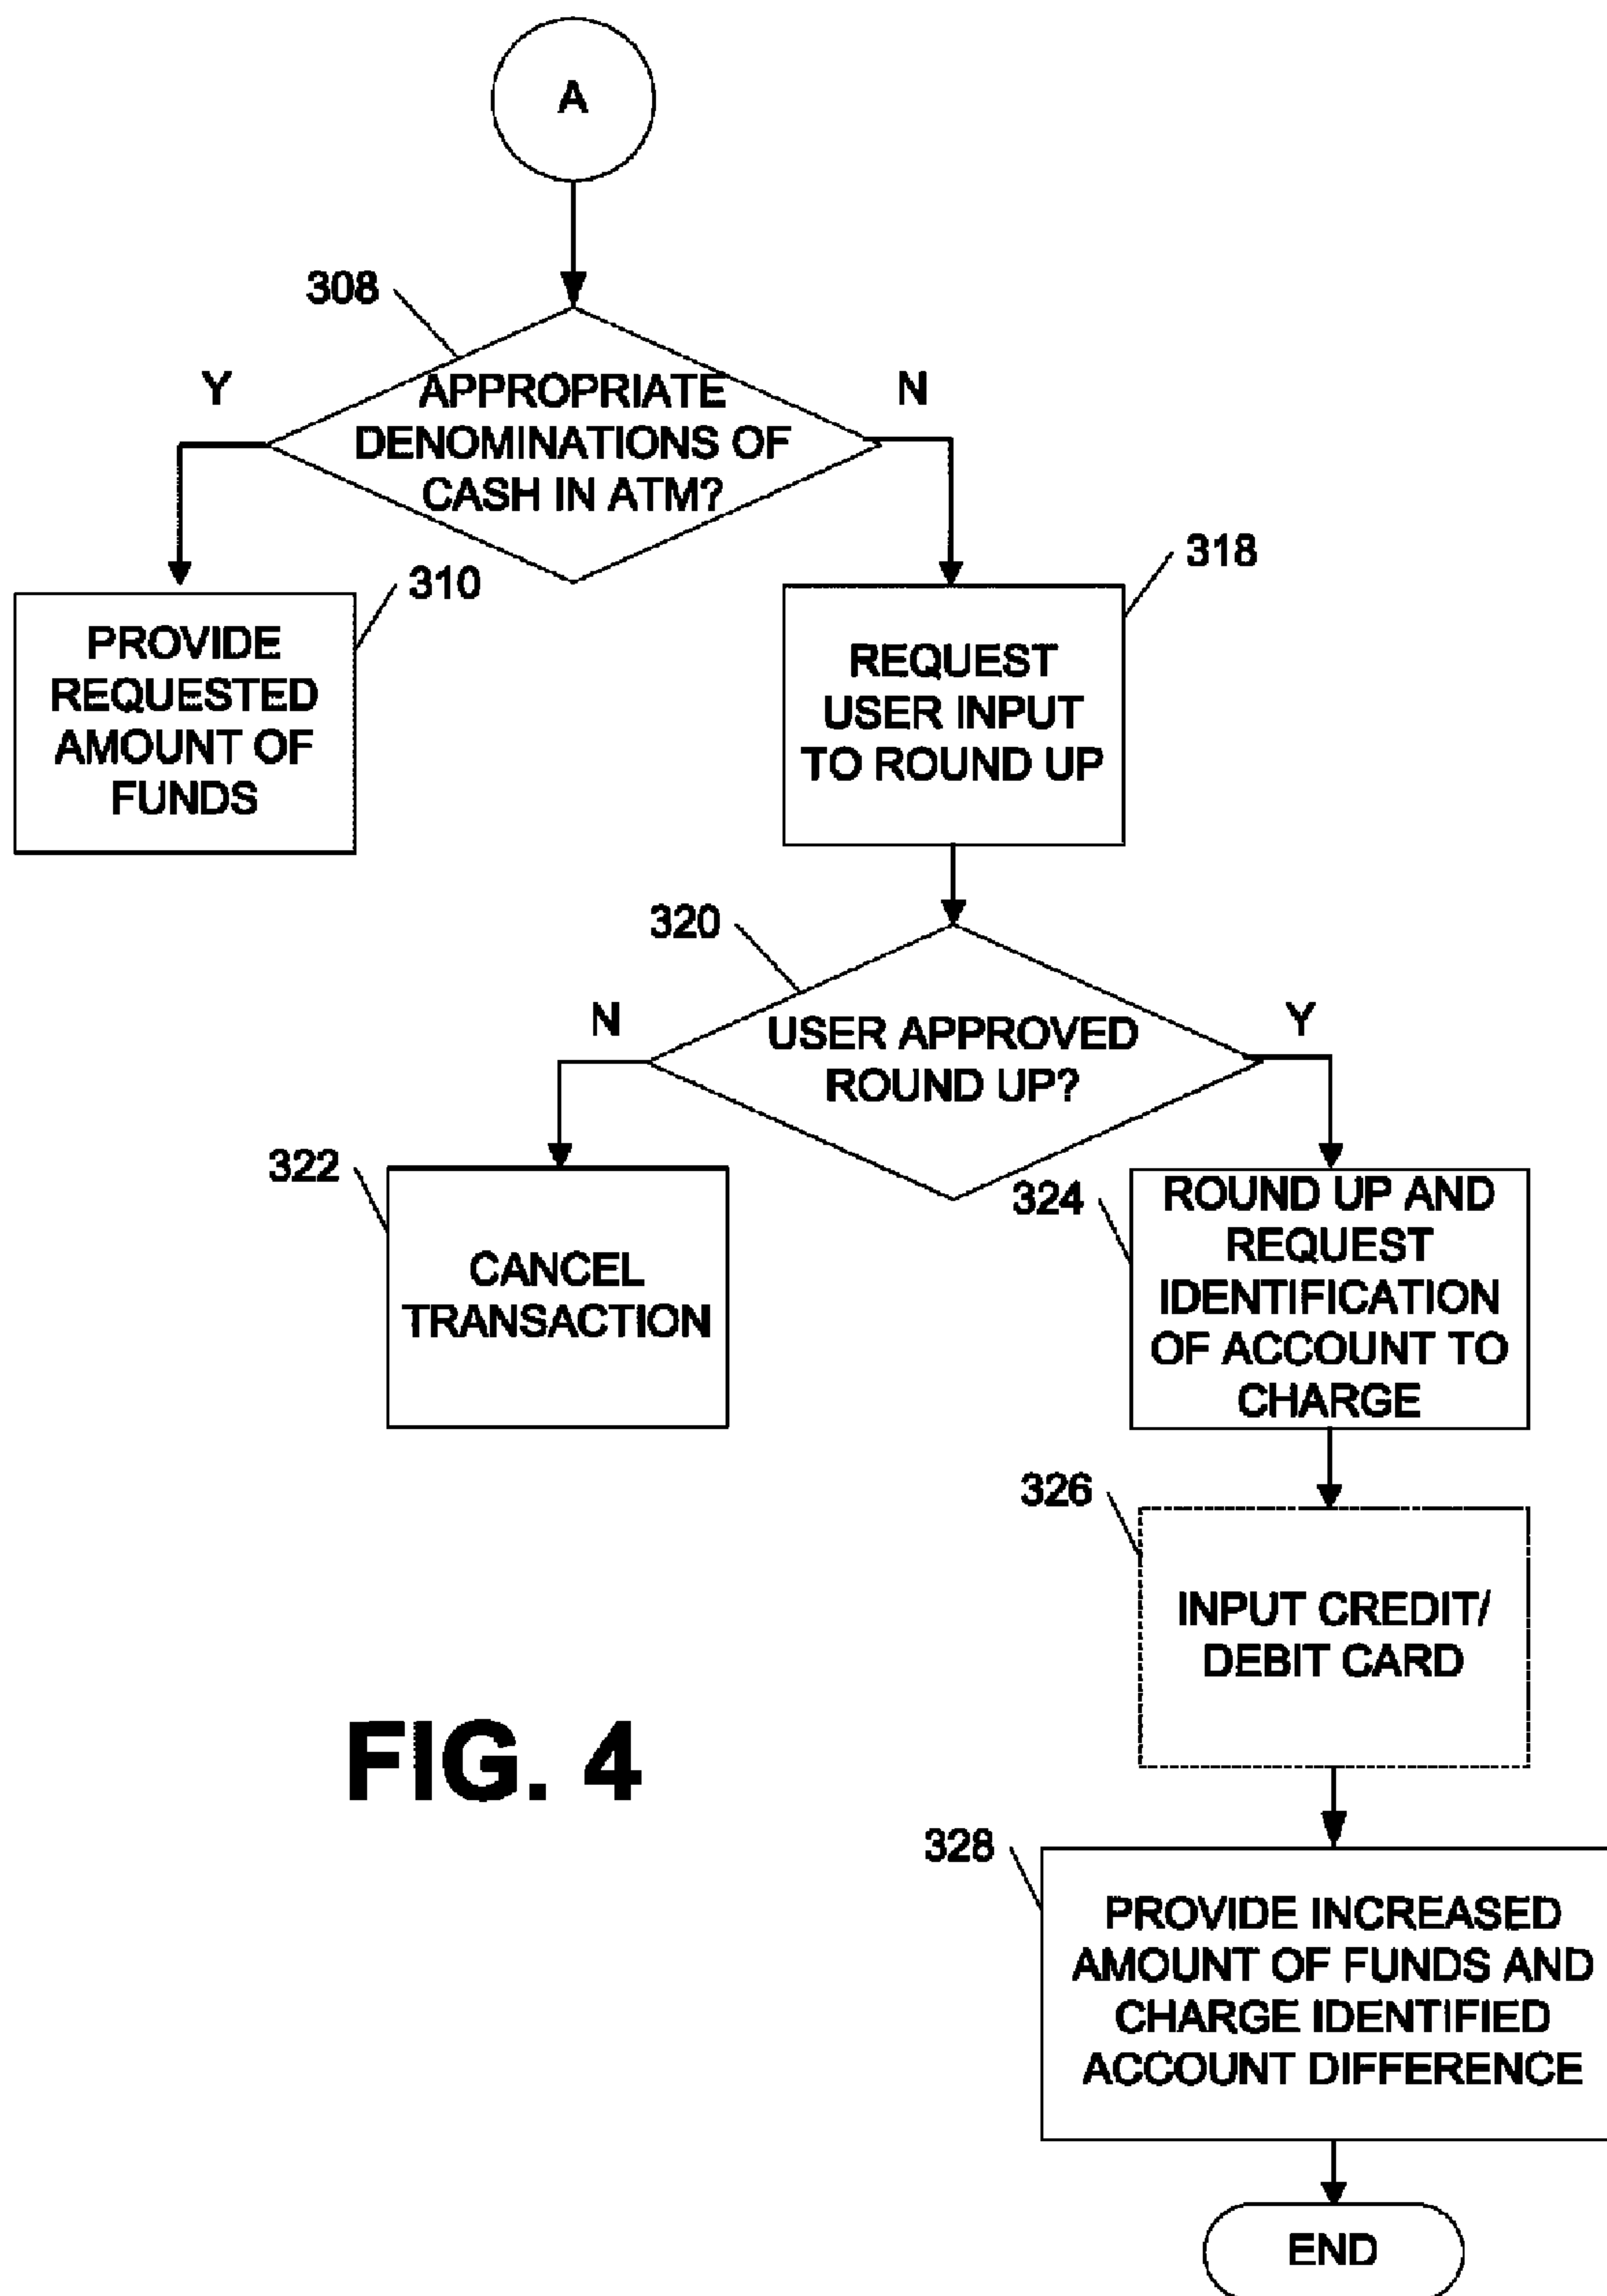 A
308
Y
N
APPROPRIATE
DENOMINATIONS OF
CASH IN ATM?
310
318
PROVIDE
REQUESTED
AMOUNT OF
FUNDS
REQUEST
USER INPUT
TO ROUND UP
320
N
Y
USER APPROVED
ROUND UP?
322
CANCEL
TRANSACTION
324
ROUND UP AND
REQUEST
IDENTIFICATION
OF ACCOUNT TO
CHARGE
326
INPUT CREDIT/
DEBIT CARD
FIG. 4
328
PROVIDE INCREASED
AMOUNT OF FUNDS AND
CHARGE IDENTIFIED
ACCOUNT DIFFERENCE
END